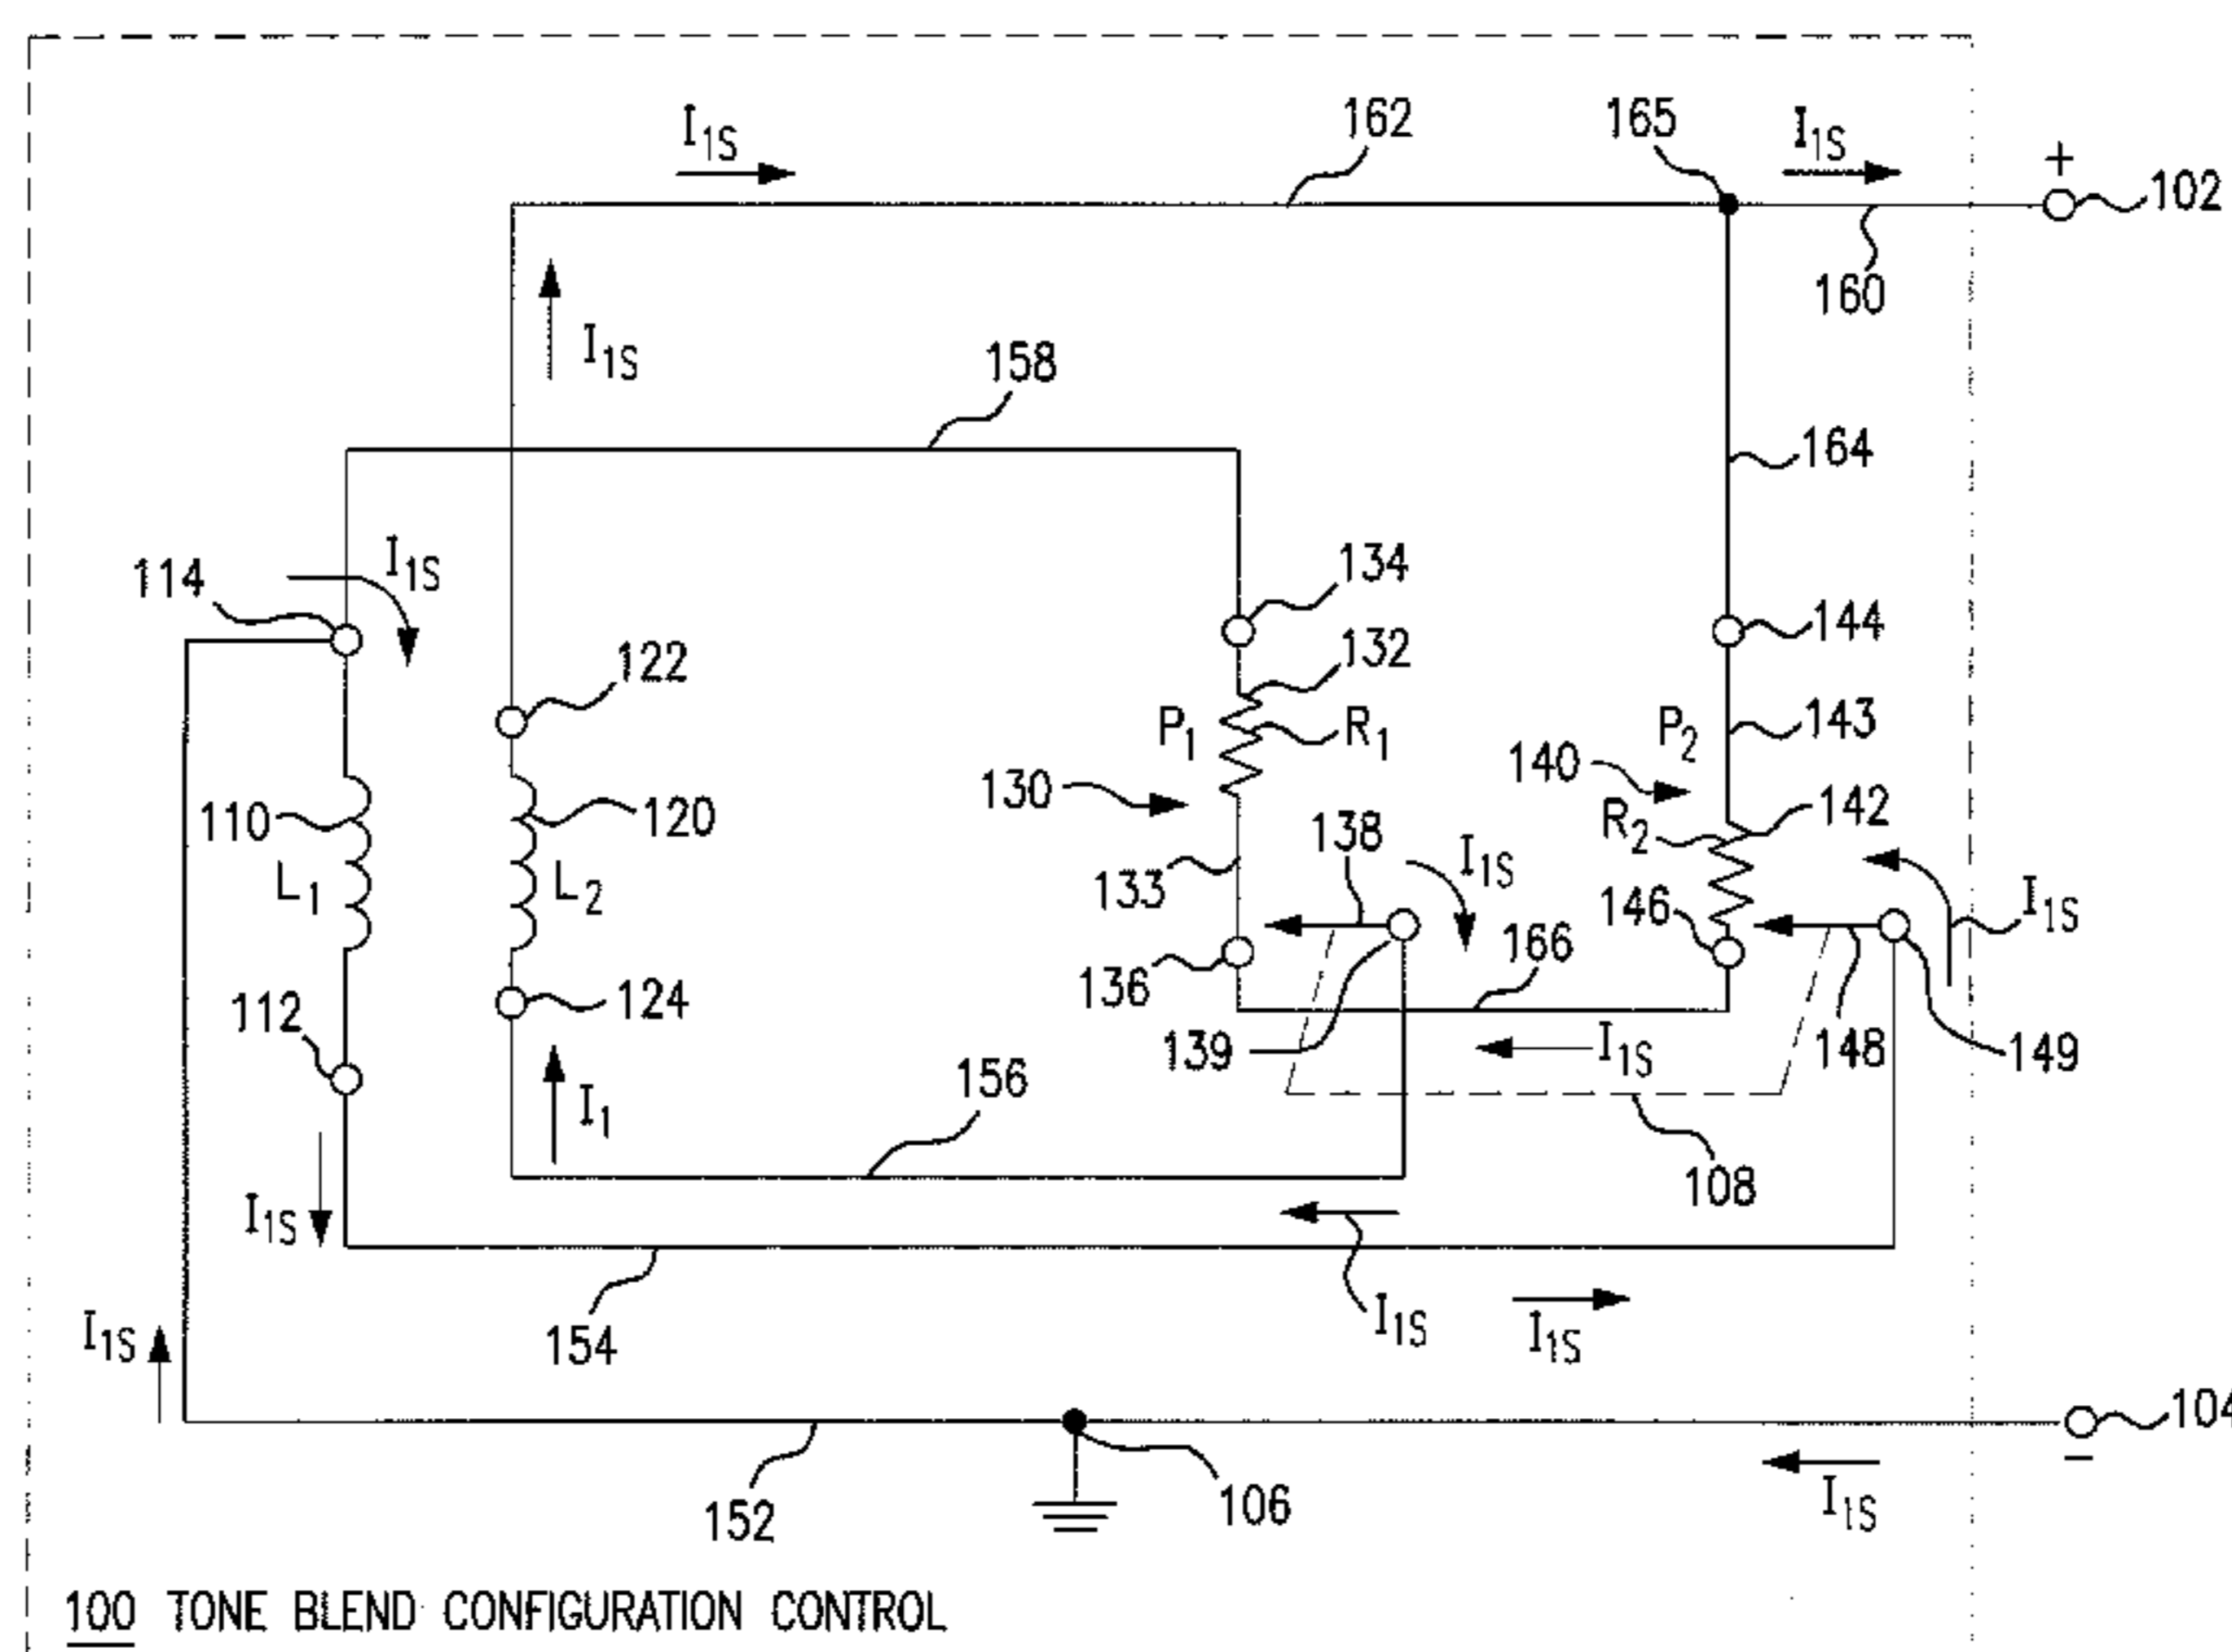 I1S
162
165
I1S
+
102
160
I1S
158
164
114
I1S
134
144
132
122
P1
R1
P2
143
140
130
110
120
138
I1S
R2
142
L1
L2
133
146
I1S
166
136
112
124
139
I1S
148
149
156
I1
108
I1S
I1S
154
I1S
I1S
104
−
152
106
I1S
100 TONE BLEND CONFIGURATION CONTROL